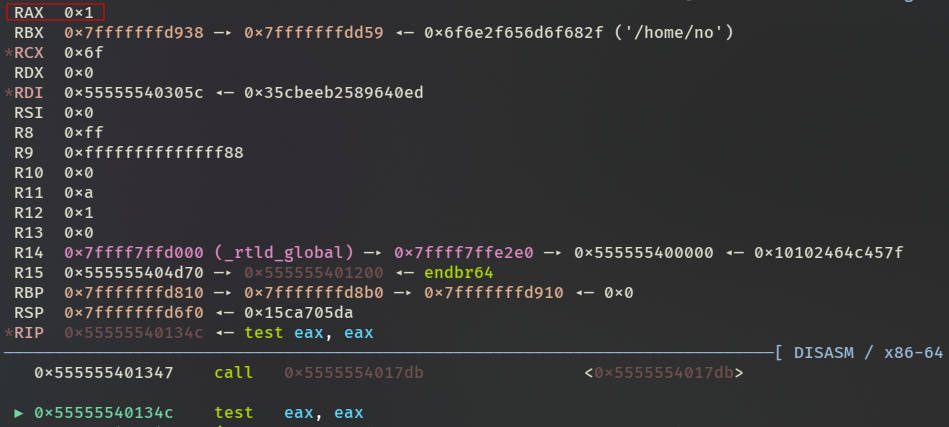 RAX 0x1
RBX 0x7fffffffd938 —▸ 0x7fffffffdd59 ◂— 0x6f6e2f656d6f682f ('/home/no')
*RCX 0x6f
RDX 0x0
*RDI 0x55555540305c ◂— 0x35cbeeb2589640ed
RSI 0x0
R8 0xff
R9 0xffffffffffffff88
R10 0x0
R11 0xa
R12 0x1
R13 0x0
R14 0x7ffff7ffd000 (_rtld_global) —▸ 0x7ffff7ffe2e0 —▸ 0x555555400000 ◂— 0x10102464c457f
R15 0x555555404d70 —▸ 0x555555401200 ◂— endbr64
RBP 0x7fffffffd810 —▸ 0x7fffffffd8b0 —▸ 0x7fffffffd910 ◂— 0x0
RSP 0x7fffffffd6f0 ◂— 0x15ca705da
*RIP 0x55555540134c ◂— test eax, eax
[ DISASM / x86-64
0x555555401347 call 0x5555554017db <0x5555554017db>
► 0x55555540134c test eax, eax